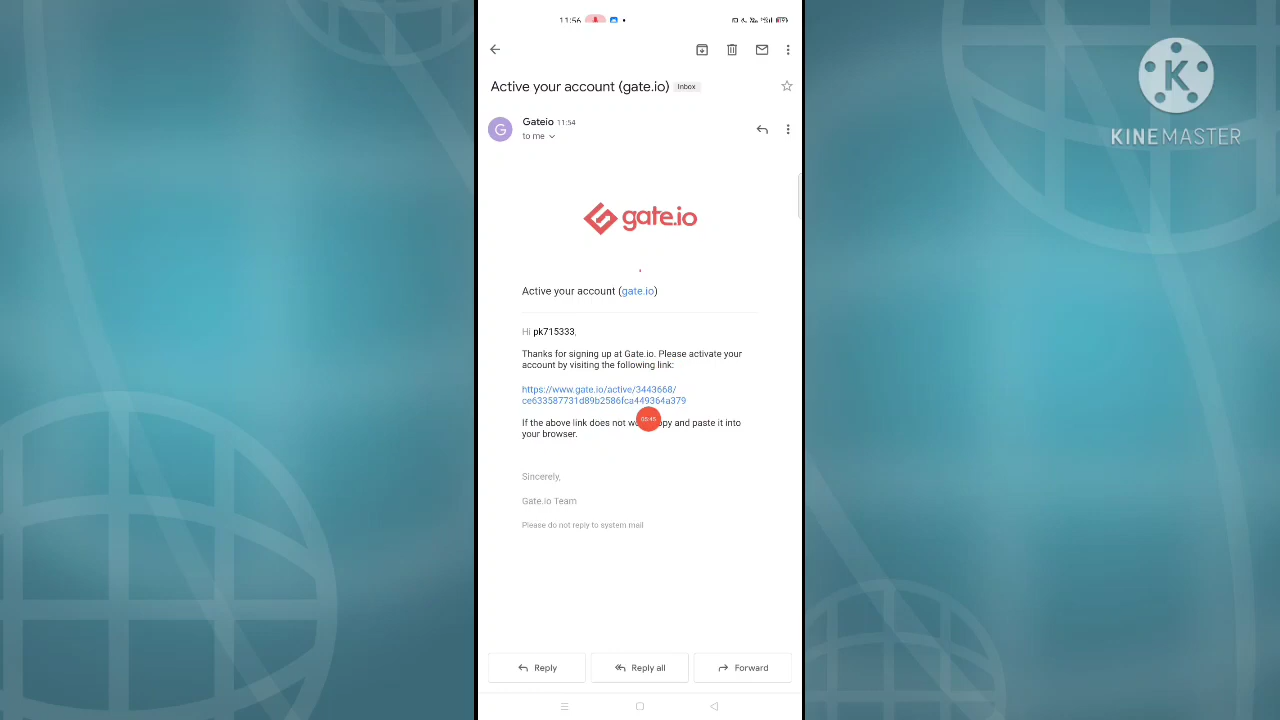 11:56
Active your account (gate.io) Inbox
G
Gateio 11:54
to me
gate.io
Active your account (gate.io)
Hi pk715333,
Thanks for signing up at Gate.io. Please activate your
account by visiting the following link:
https://www.gate.io/active/3443668/
ce633587731d89b2586fca449364a379
If the above link does not copy and paste it into
your browser.
Sincerely,
Gate.io Team
Please do not reply to system mail
Reply
Reply all
Forward
K
KINEMASTER